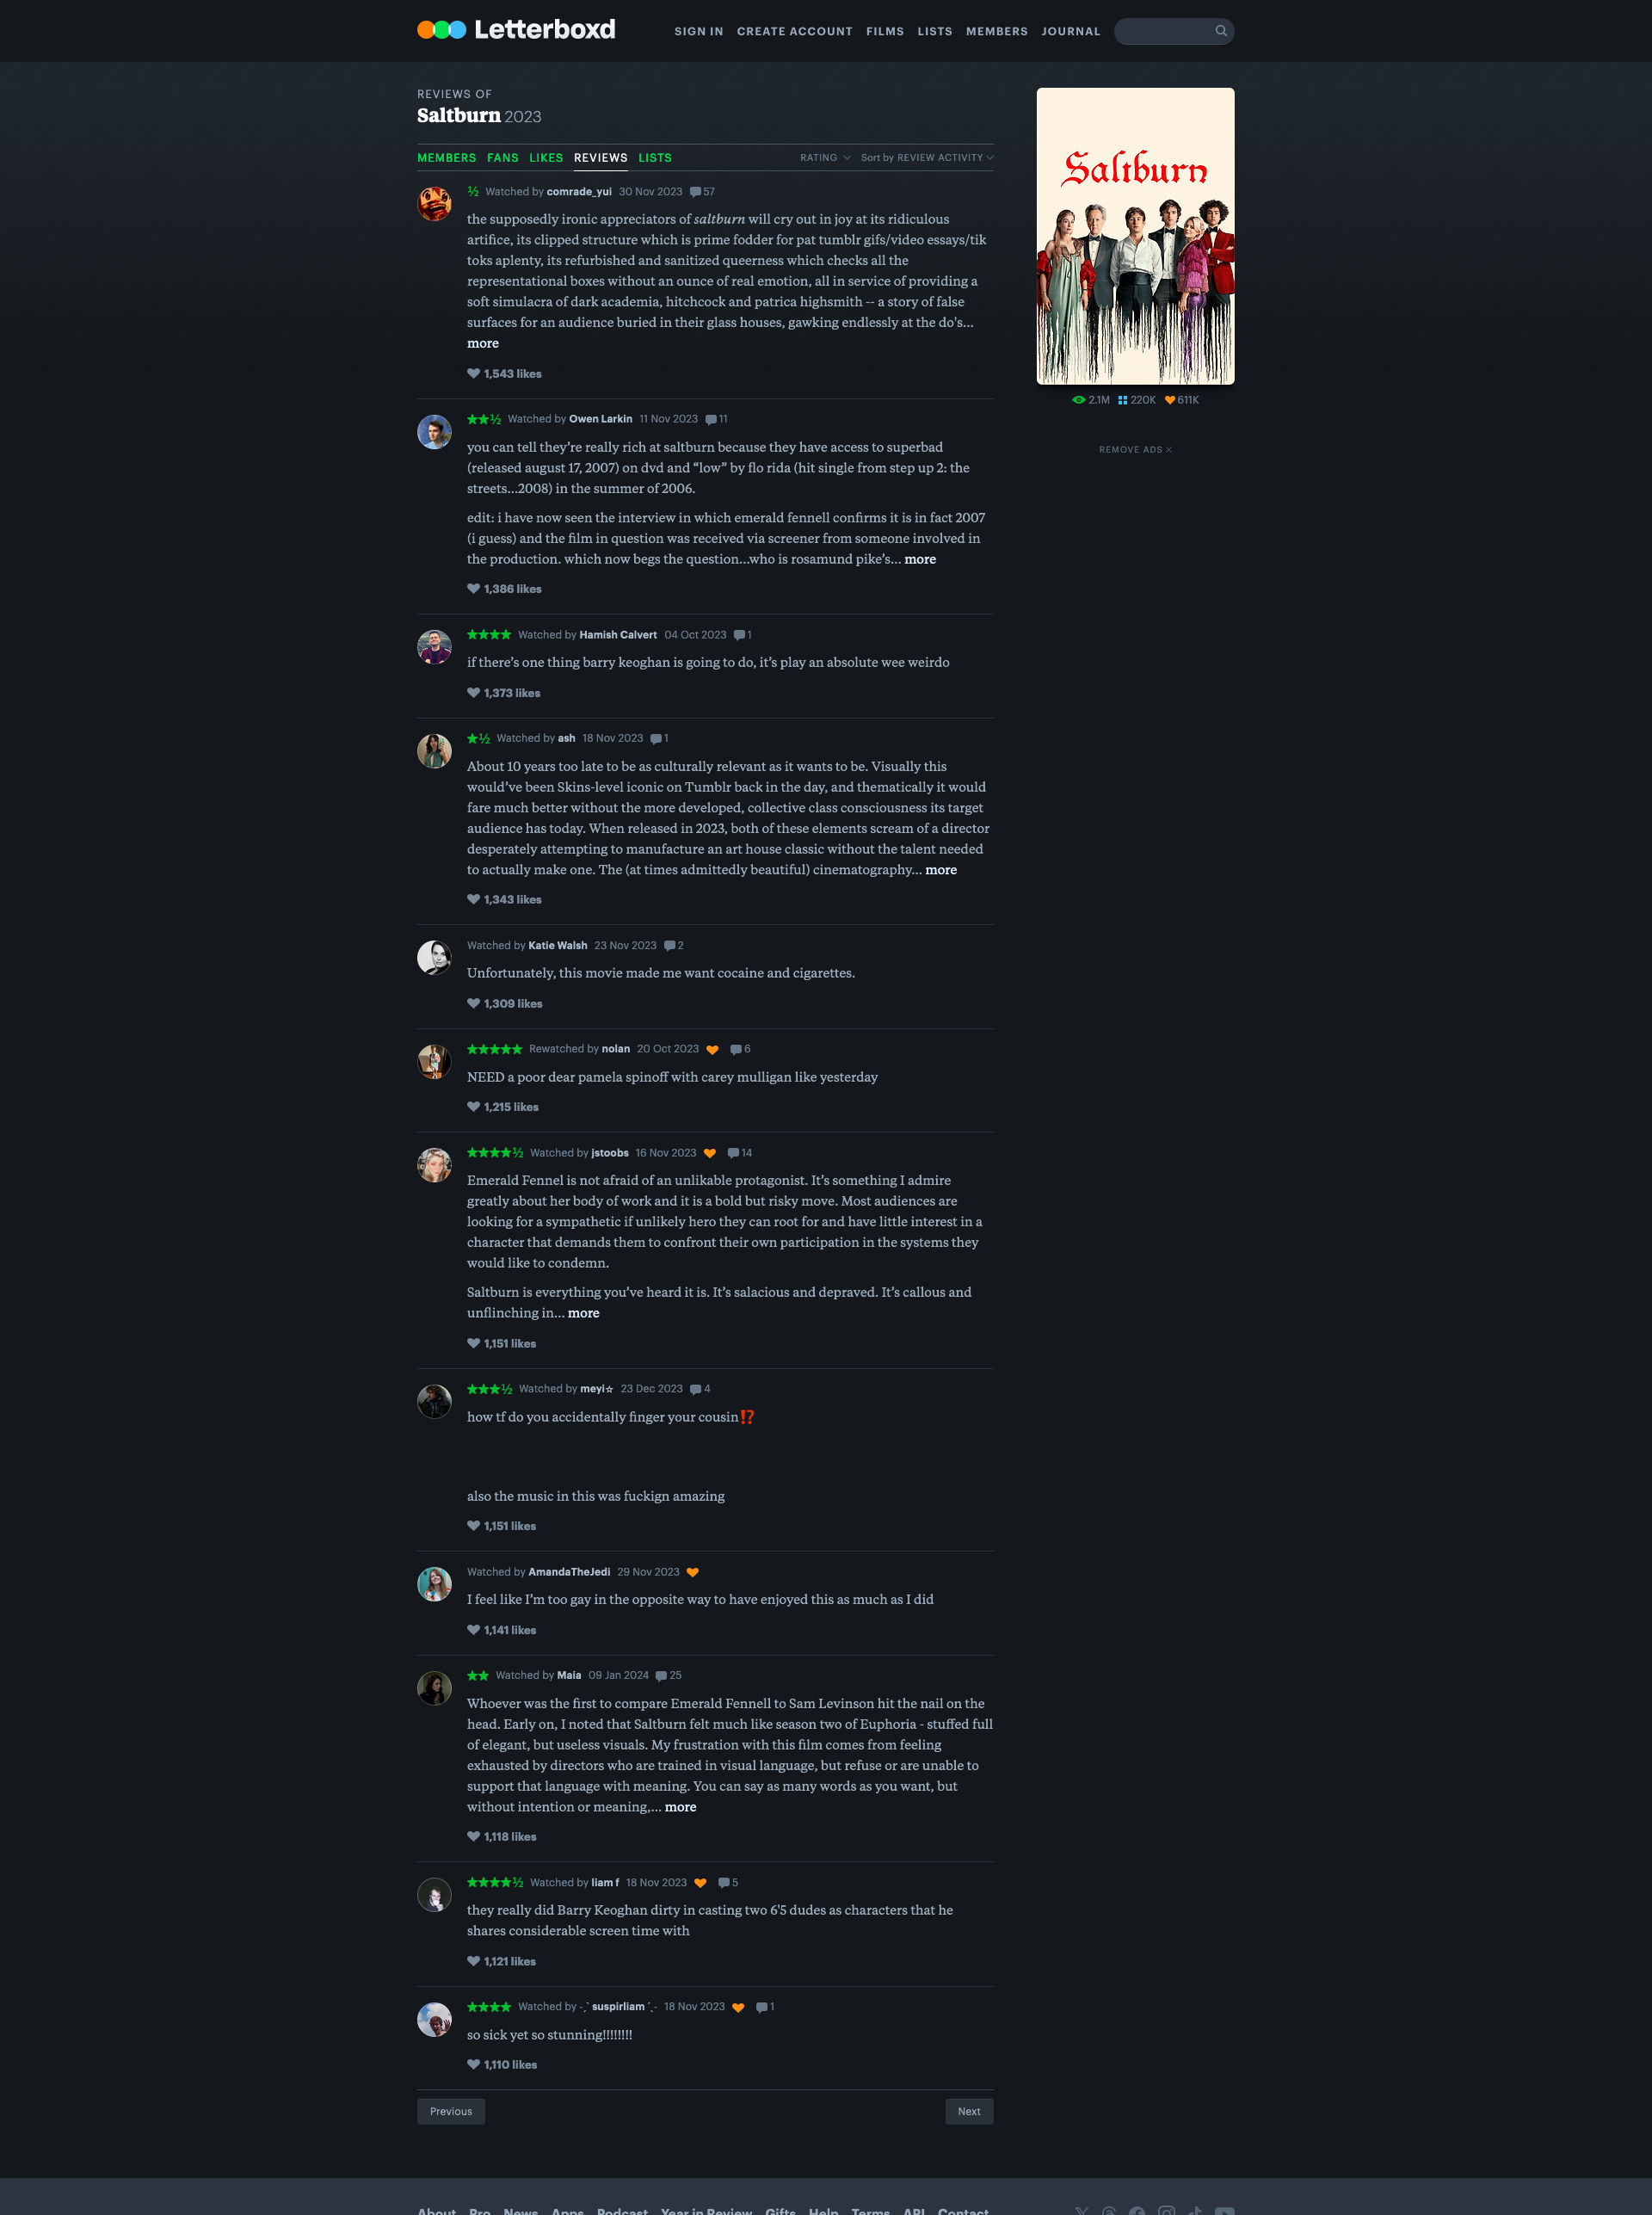 Letterboxd
SIGN IN CREATE ACCOUNT FILMS LISTS MEMBERS JOURNAL
REVIEWS OF
Saltburn 2023
MEMBERS FANS LIKES REVIEWS LISTS RATING Sort by REVIEW ACTIVITY
½ Watched by comrade_yui 30 Nov 2023 57
the supposedly ironic appreciators of saltburn will cry out in joy at its ridiculous
artifice, its clipped structure which is prime fodder for pat tumblr gifs/video essays/tik
toks aplenty, its refurbished and sanitized queerness which checks all the
representational boxes without an ounce of real emotion, all in service of providing a
soft simulacra of dark academia, hitchcock and patrica highsmith -- a story of false
surfaces for an audience buried in their glass houses, gawking endlessly at the do's...
more
1,543 likes
★★½ Watched by Owen Larkin 11 Nov 2023 11
you can tell they’re really rich at saltburn because they have access to superbad
(released august 17, 2007) on dvd and “low” by flo rida (hit single from step up 2: the
streets...2008) in the summer of 2006.
edit: i have now seen the interview in which emerald fennell confirms it is in fact 2007
(i guess) and the film in question was received via screener from someone involved in
the production. which now begs the question...who is rosamund pike’s... more
1,386 likes
★★★★ Watched by Hamish Calvert 04 Oct 2023 1
if there’s one thing barry keoghan is going to do, it’s play an absolute wee weirdo
1,373 likes
★½ Watched by ash 18 Nov 2023 1
About 10 years too late to be as culturally relevant as it wants to be. Visually this
would’ve been Skins-level iconic on Tumblr back in the day, and thematically it would
fare much better without the more developed, collective class consciousness its target
audience has today. When released in 2023, both of these elements scream of a director
desperately attempting to manufacture an art house classic without the talent needed
to actually make one. The (at times admittedly beautiful) cinematography... more
1,343 likes
Watched by Katie Walsh 23 Nov 2023 2
Unfortunately, this movie made me want cocaine and cigarettes.
1,309 likes
★★★★★ Rewatched by nolan 20 Oct 2023 6
NEED a poor dear pamela spinoff with carey mulligan like yesterday
1,215 likes
★★★★½ Watched by jstoobs 16 Nov 2023 14
Emerald Fennel is not afraid of an unlikable protagonist. It’s something I admire
greatly about her body of work and it is a bold but risky move. Most audiences are
looking for a sympathetic if unlikely hero they can root for and have little interest in a
character that demands them to confront their own participation in the systems they
would like to condemn.
Saltburn is everything you’ve heard it is. It’s salacious and depraved. It’s callous and
unflinching in... more
1,151 likes
★★★½ Watched by meyi☆ 23 Dec 2023 4
how tf do you accidentally finger your cousin⁉️
also the music in this was fuckign amazing
1,151 likes
Watched by AmandaTheJedi 29 Nov 2023
I feel like I’m too gay in the opposite way to have enjoyed this as much as I did
1,141 likes
★★ Watched by Maia 09 Jan 2024 25
Whoever was the first to compare Emerald Fennell to Sam Levinson hit the nail on the
head. Early on, I noted that Saltburn felt much like season two of Euphoria - stuffed full
of elegant, but useless visuals. My frustration with this film comes from feeling
exhausted by directors who are trained in visual language, but refuse or are unable to
support that language with meaning. You can say as many words as you want, but
without intention or meaning,... more
1,118 likes
★★★★½ Watched by liam f 18 Nov 2023 5
they really did Barry Keoghan dirty in casting two 6'5 dudes as characters that he
shares considerable screen time with
1,121 likes
★★★★ Watched by -ˏˋ suspirliam ˊˎ- 18 Nov 2023 1
so sick yet so stunning!!!!!!!!
1,110 likes
Previous Next
Saltburn
2.1M 220K 611K
REMOVE ADS
About Pro News Apps Podcast Year in Review Gifts Help Terms API Contact